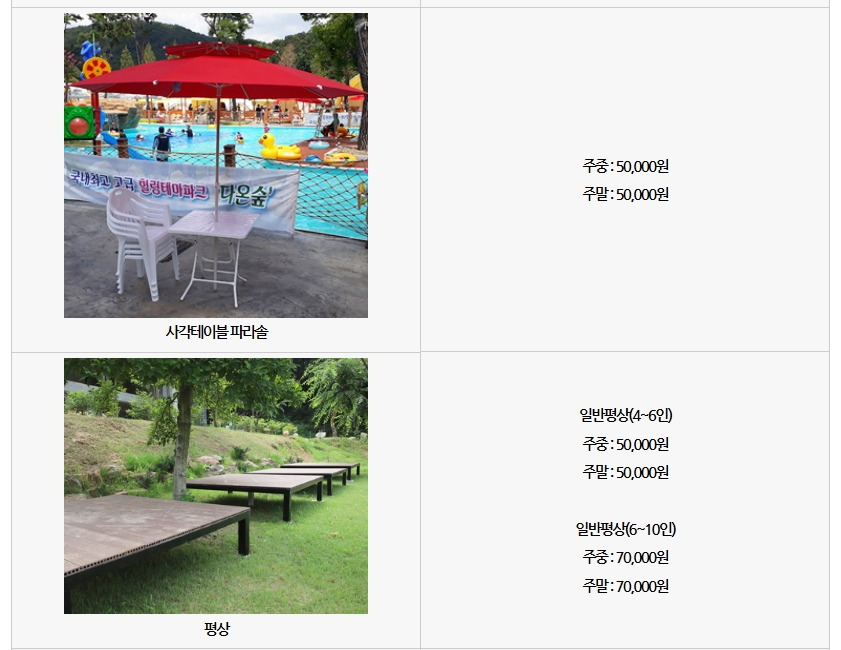 국내최고 고급 힐링테마파크 다온숲
주중 : 50,000원
주말 : 50,000원
사각테이블 파라솔
일반평상(4~6인)
주중 : 50,000원
주말 : 50,000원
일반평상(6~10인)
주중 : 70,000원
주말 : 70,000원
평상